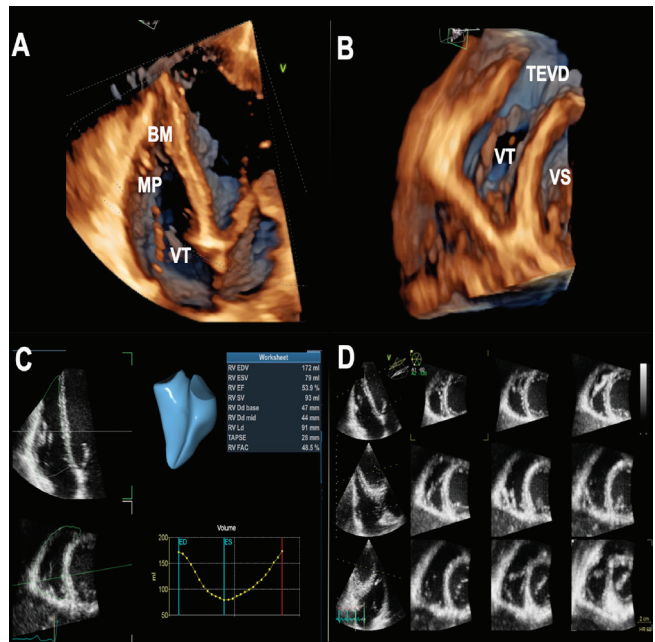 A
V
BM
MP
VT
B
TEVD
VT
VS
C
Worksheet
RV EDV 172 ml
RV ESV 79 ml
RV EF 53.9 %
RV SV 93 ml
RV Dd base 47 mm
RV Dd mid 44 mm
RV Ld 91 mm
TAPSE 28 mm
RV FAC 48.5 %
Volume
ED
ES
200
150
100
50
ml
D
V
2 cm